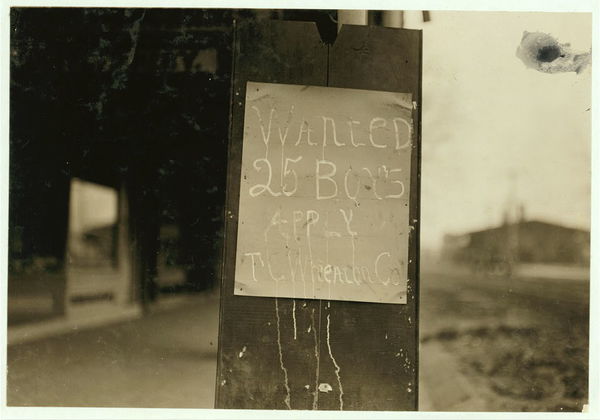 WANTED
25 BOYS
APPLY
T.C. Wheaton Co